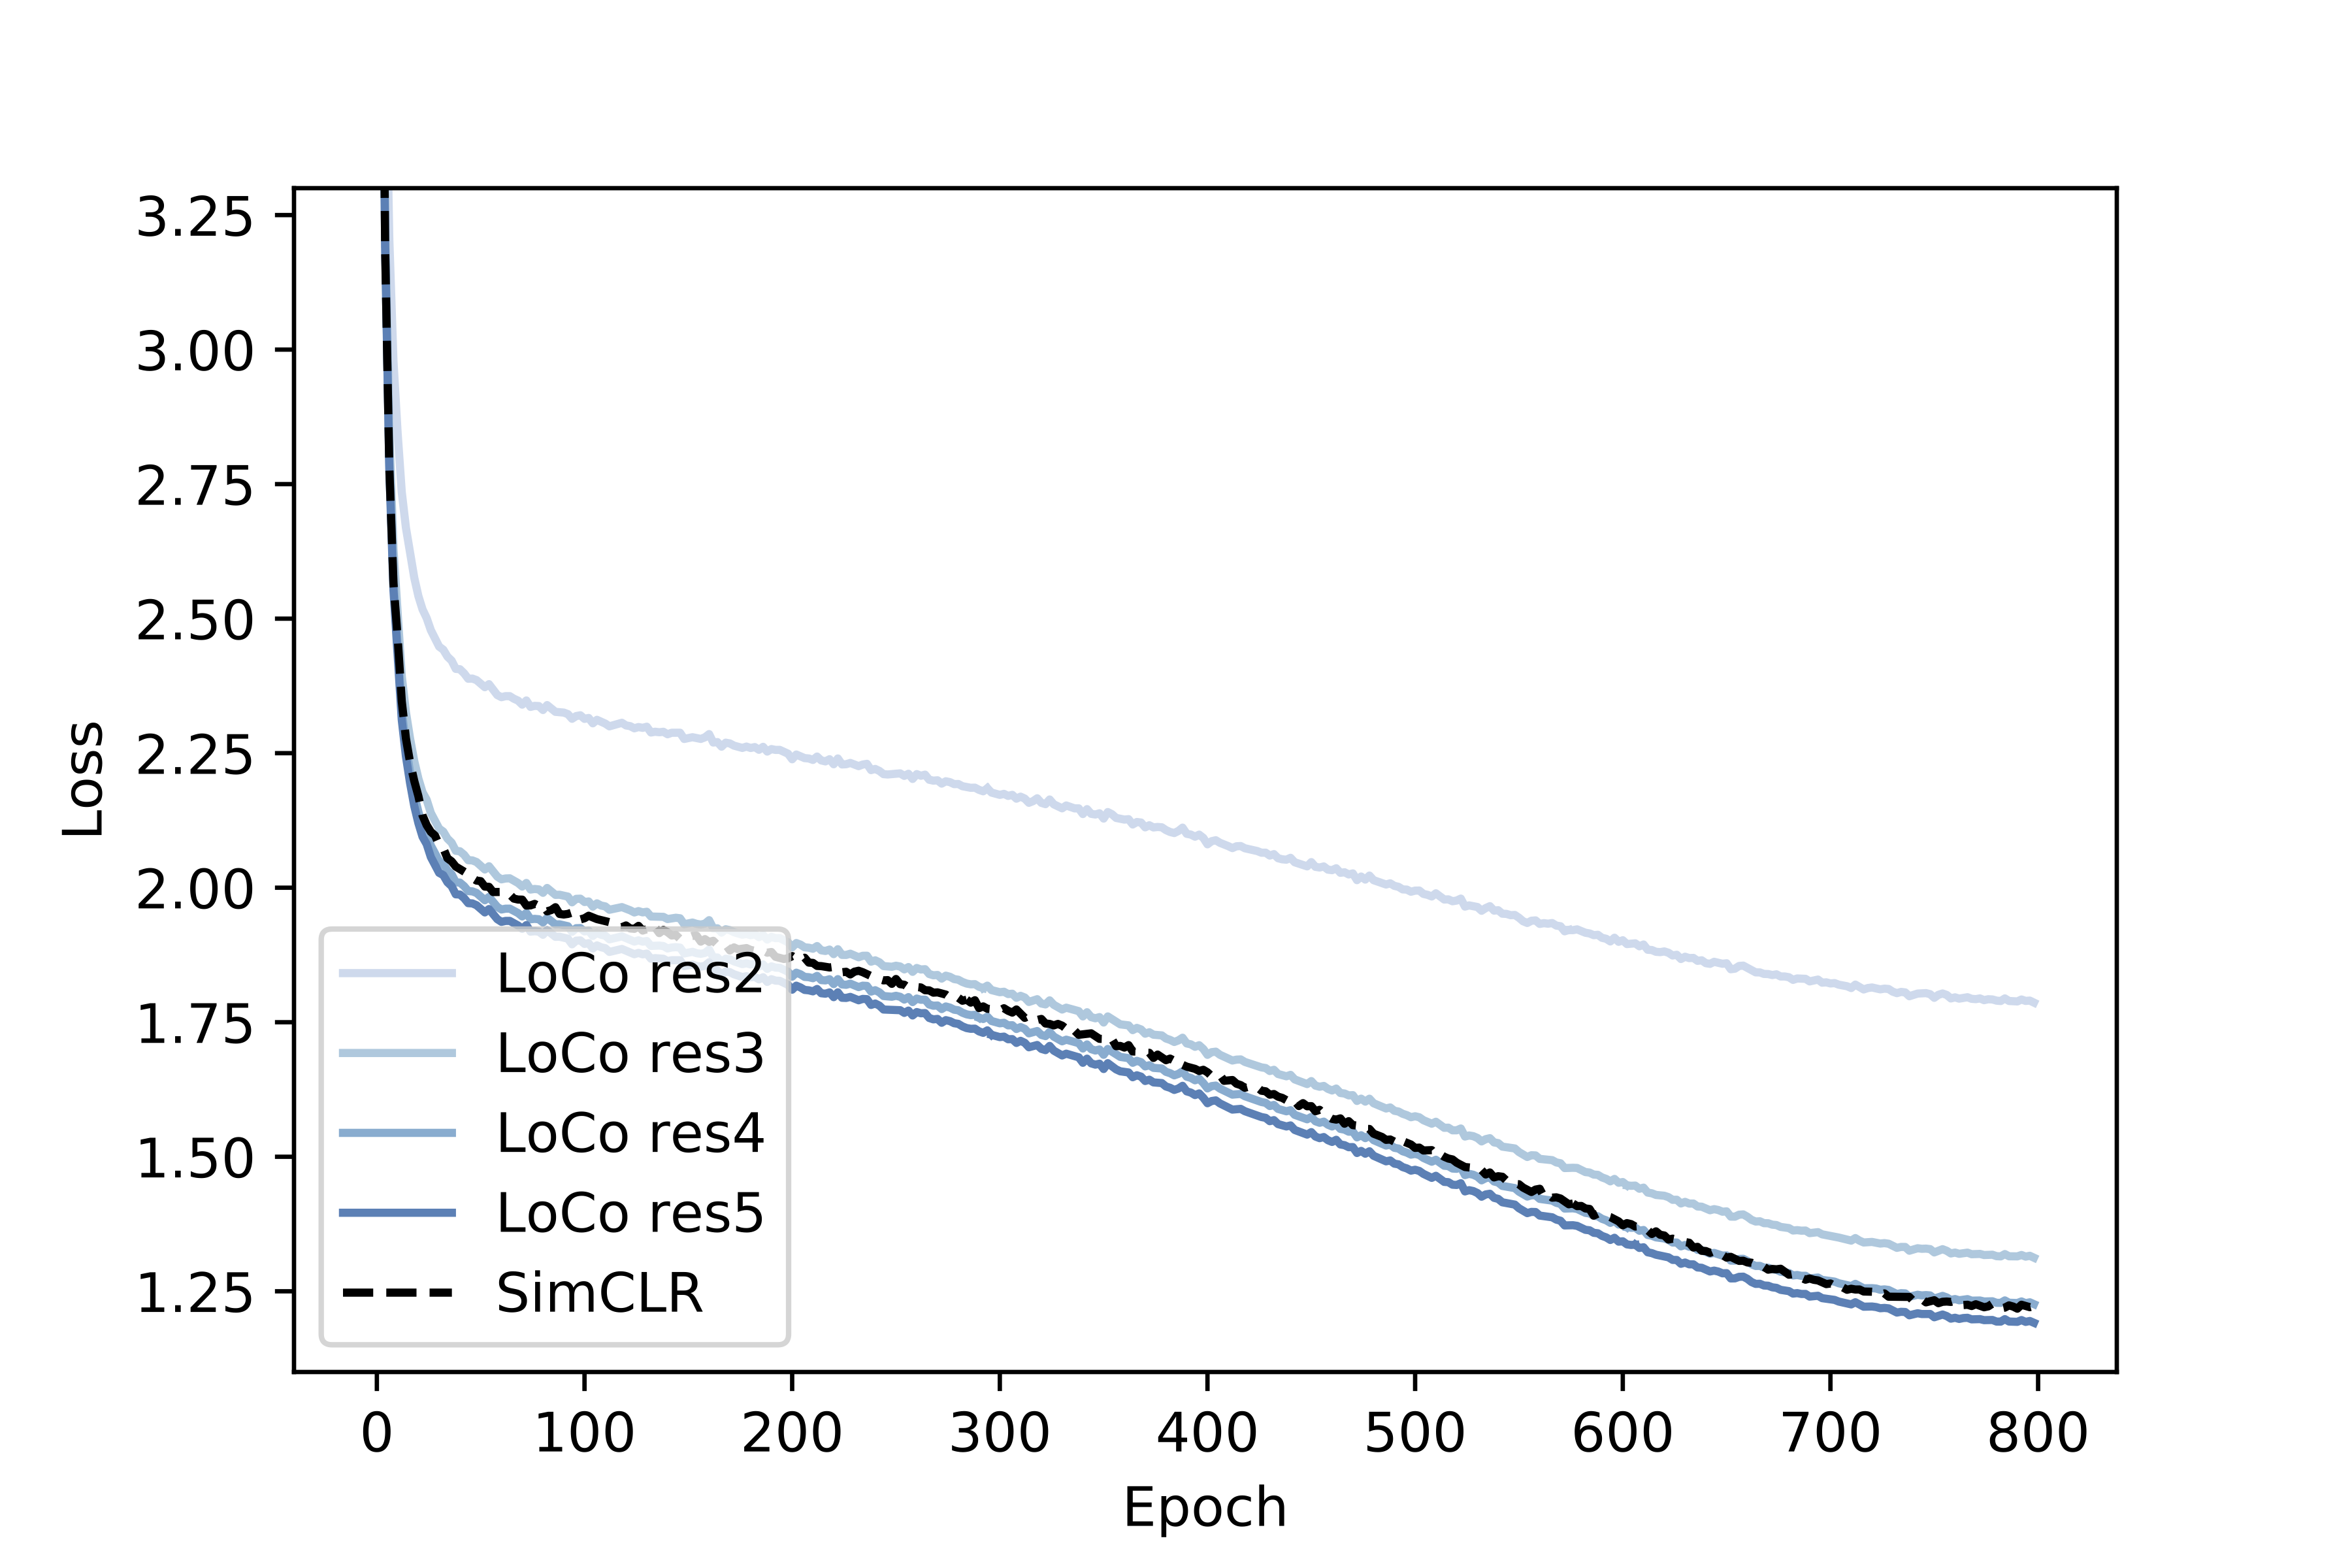 3.25
3.00
2.75
2.50
2.25
2.00
1.75
1.50
1.25
Loss
LoCo res2
LoCo res3
LoCo res4
LoCo res5
SimCLR
0 100 200 300 400 500 600 700 800
Epoch